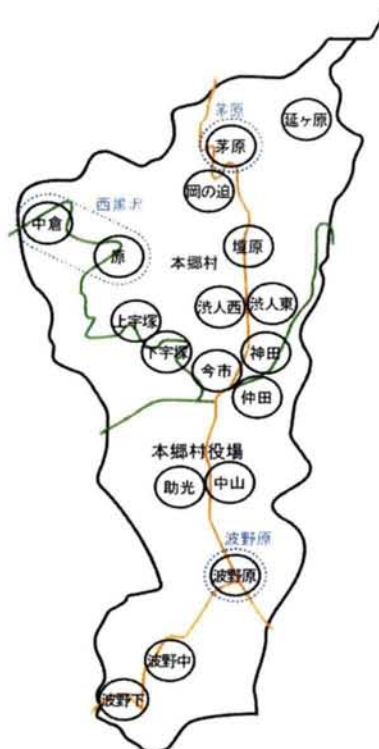 茅原
延ヶ原
茅原
岡の迫
西黒沢
中倉
原
本郷村
壇原
上宇塚
渋人西
渋人東
下宇塚
今市
神田
仲田
本郷村役場
助光
中山
波野原
波野原
波野中
波野下